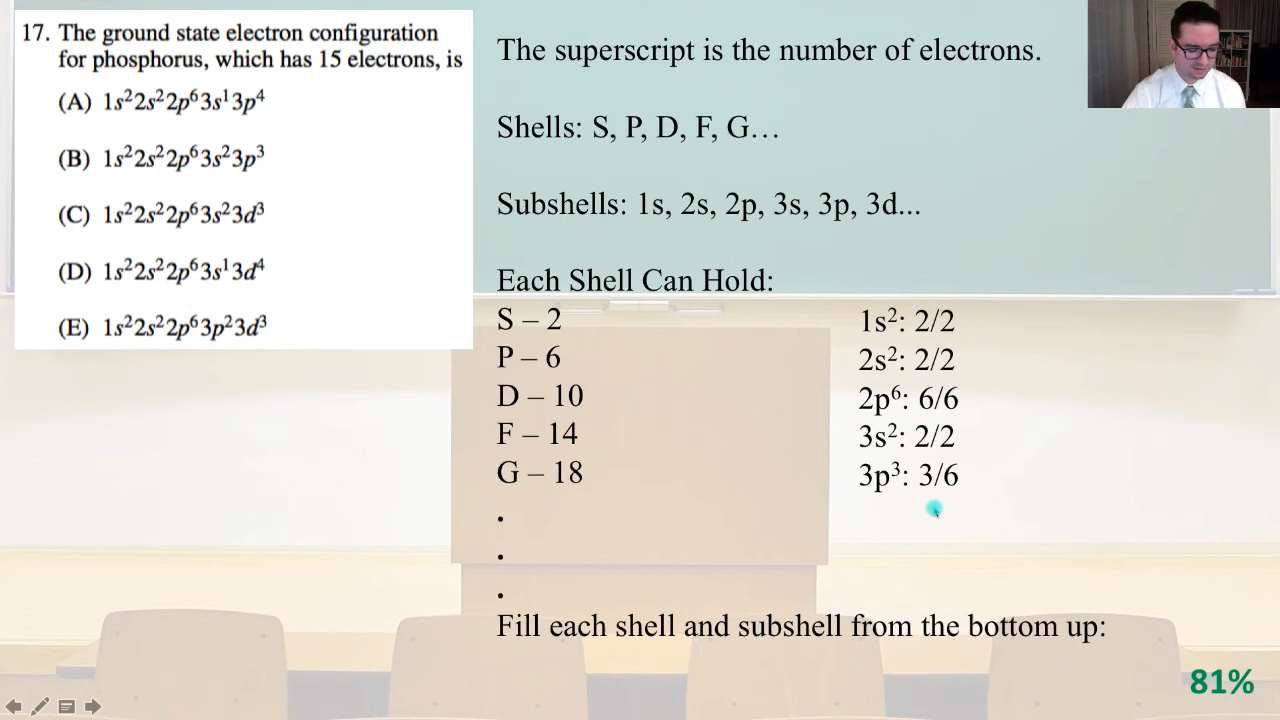 17. The ground state electron configuration
for phosphorus, which has 15 electrons, is
(A) 1s²2s²2p⁶3s¹3p⁴
(B) 1s²2s²2p⁶3s²3p³
(C) 1s²2s²2p⁶3s²3d³
(D) 1s²2s²2p⁶3s¹3d⁴
(E) 1s²2s²2p⁶3p²3d³
The superscript is the number of electrons.
Shells: S, P, D, F, G…
Subshells: 1s, 2s, 2p, 3s, 3p, 3d...
Each Shell Can Hold:
S – 2
P – 6
D – 10
F – 14
G – 18
.
.
.
1s²: 2/2
2s²: 2/2
2p⁶: 6/6
3s²: 2/2
3p³: 3/6
Fill each shell and subshell from the bottom up:
81%